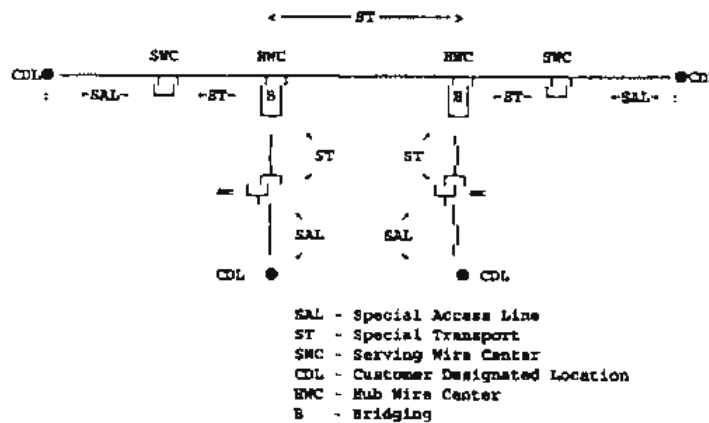 ST
SWC HWC HWC SWC
CDL CDL
SAL ST B B ST SAL
ST ST
SAL SAL
CDL CDL
SAL - Special Access Line
ST - Special Transport
SWC - Serving Wire Center
CDL - Customer Designated Location
HWC - Hub Wire Center
B - Bridging